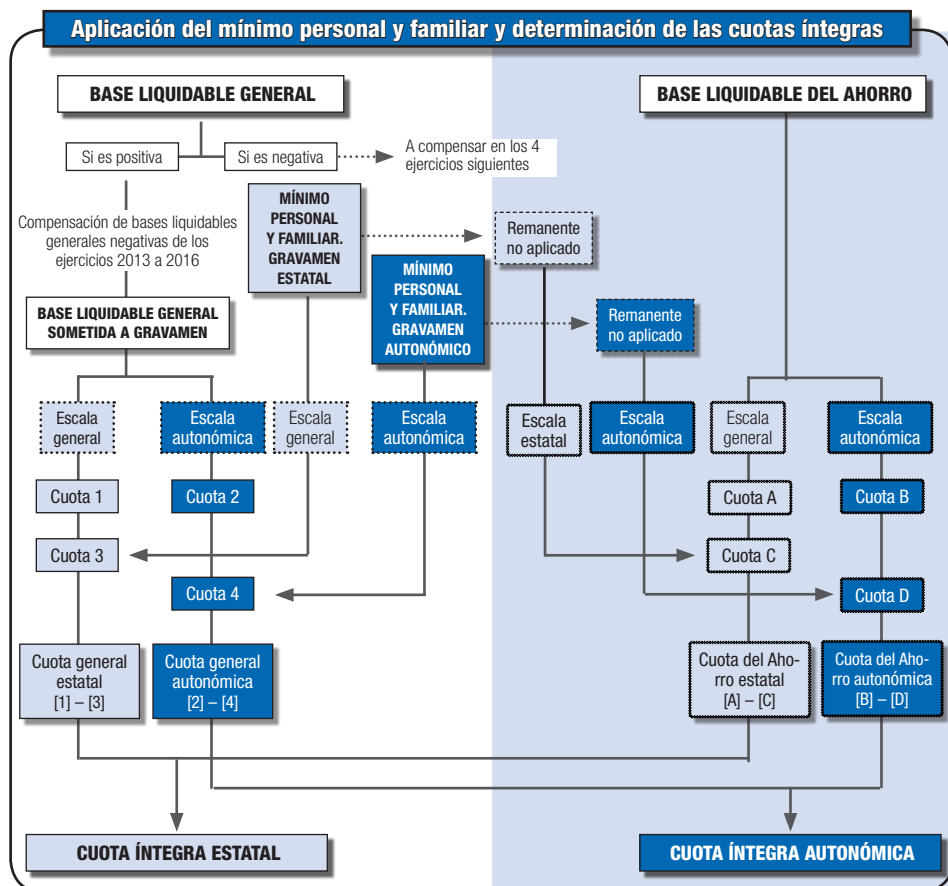 Aplicación del mínimo personal y familiar y determinación de las cuotas íntegras
BASE LIQUIDABLE GENERAL
BASE LIQUIDABLE DEL AHORRO
Si es positiva
Si es negativa
A compensar en los 4
ejercicios siguientes
Compensación de bases liquidables
generales negativas de los
ejercicios 2013 a 2016
MÍNIMO
PERSONAL
Y FAMILIAR.
GRAVAMEN
ESTATAL
Remanente
no aplicado
MÍNIMO
PERSONAL
Y FAMILIAR.
GRAVAMEN
AUTONÓMICO
Remanente
no aplicado
BASE LIQUIDABLE GENERAL
SOMETIDA A GRAVAMEN
Escala
general
Escala
autonómica
Escala
general
Escala
autonómica
Escala
estatal
Escala
autonómica
Escala
general
Escala
autonómica
Cuota 1
Cuota 2
Cuota A
Cuota B
Cuota 3
Cuota C
Cuota 4
Cuota D
Cuota general
estatal
[1] – [3]
Cuota general
autonómica
[2] – [4]
Cuota del Aho-
rro estatal
[A] – [C]
Cuota del Aho-
rro autonómica
[B] – [D]
CUOTA ÍNTEGRA ESTATAL
CUOTA ÍNTEGRA AUTONÓMICA